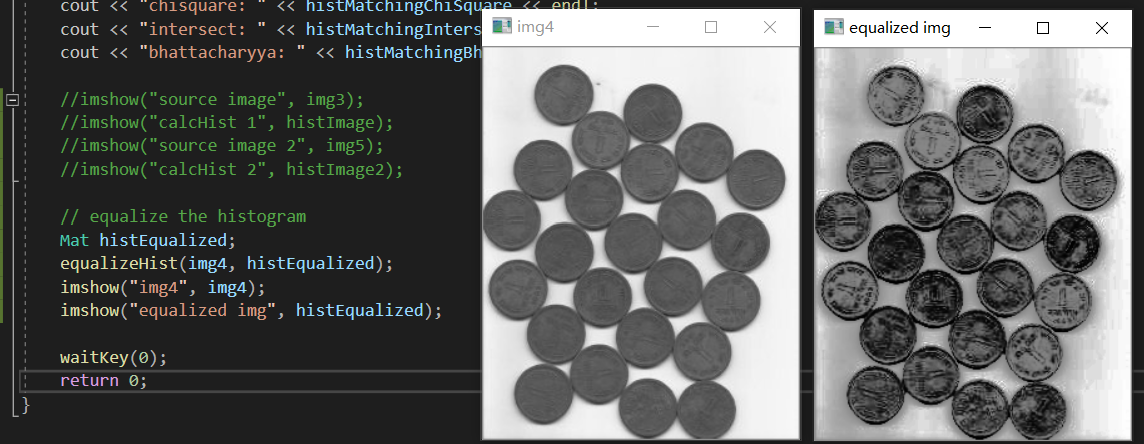 cout << "chisquare: " << histMatchingChiSquare << endl;
cout << "intersect:   " << histMatchingInters
cout << "bhattacharyya: " << histMatchingBh
//imshow("source image", img3);
//imshow("calcHist 1", histImage);
//imshow("source image 2", img5);
//imshow("calcHist 2", histImage2);
// equalize the histogram
Mat histEqualized;
equalizeHist(img4, histEqualized);
imshow("img4", img4);
imshow("equalized img", histEqualized);
waitKey(0);
return 0;
}
img4
equalized img